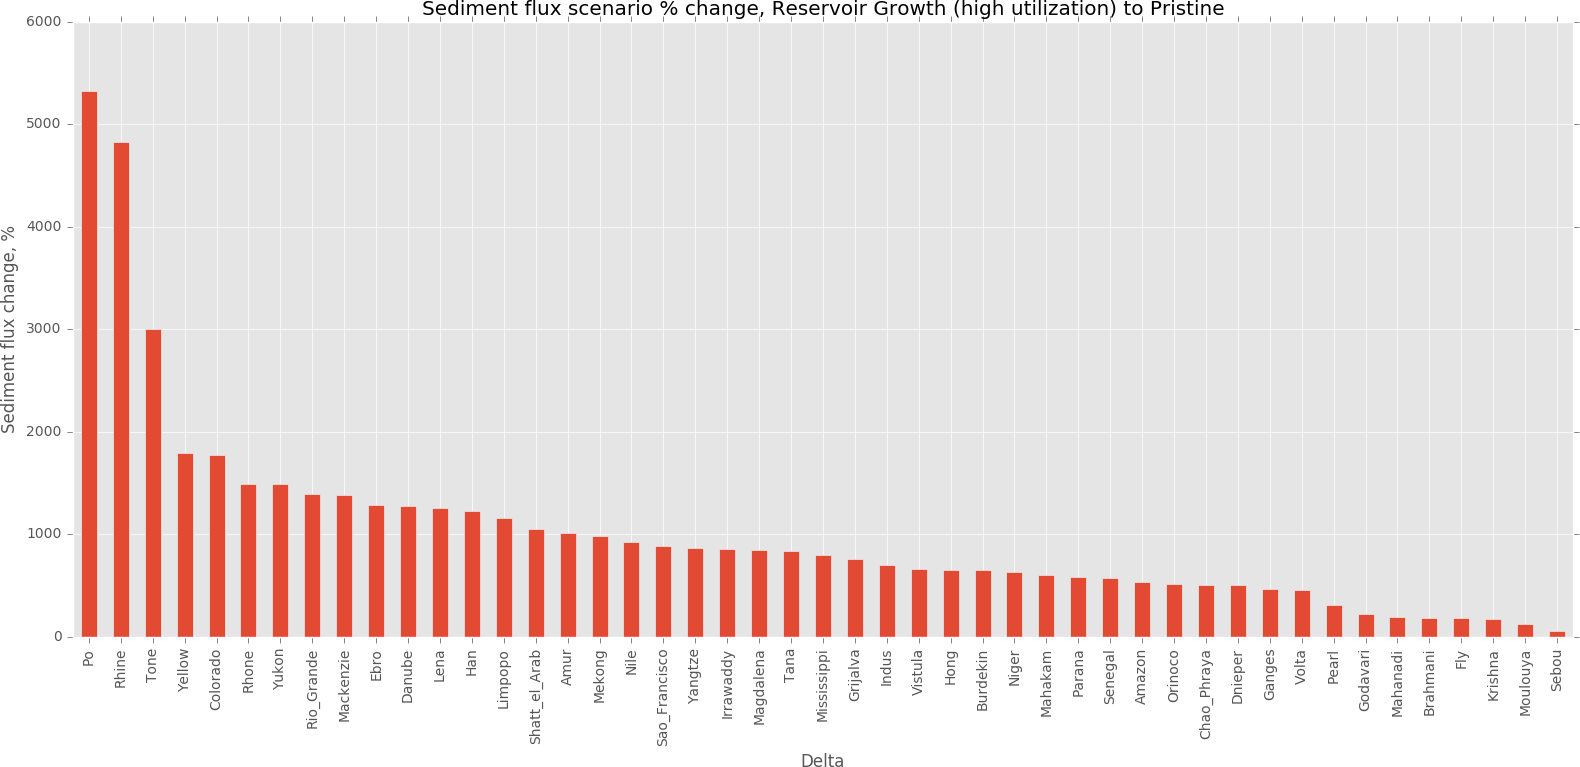 Sediment flux scenario % change, Reservoir Growth (high utilization) to Pristine
Sediment flux change, %
6000
5000
4000
3000
2000
1000
0
Po
Rhine
Tone
Yellow
Colorado
Rhone
Yukon
Rio_Grande
Mackenzie
Ebro
Danube
Lena
Han
Limpopo
Shatt_el_Arab
Amur
Mekong
Nile
Sao_Francisco
Yangtze
Irrawaddy
Magdalena
Tana
Mississippi
Grijalva
Indus
Vistula
Hong
Burdekin
Niger
Mahakam
Parana
Senegal
Amazon
Orinoco
Chao_Phraya
Dnieper
Ganges
Volta
Pearl
Godavari
Mahanadi
Brahmani
Fly
Krishna
Moulouya
Sebou
Delta